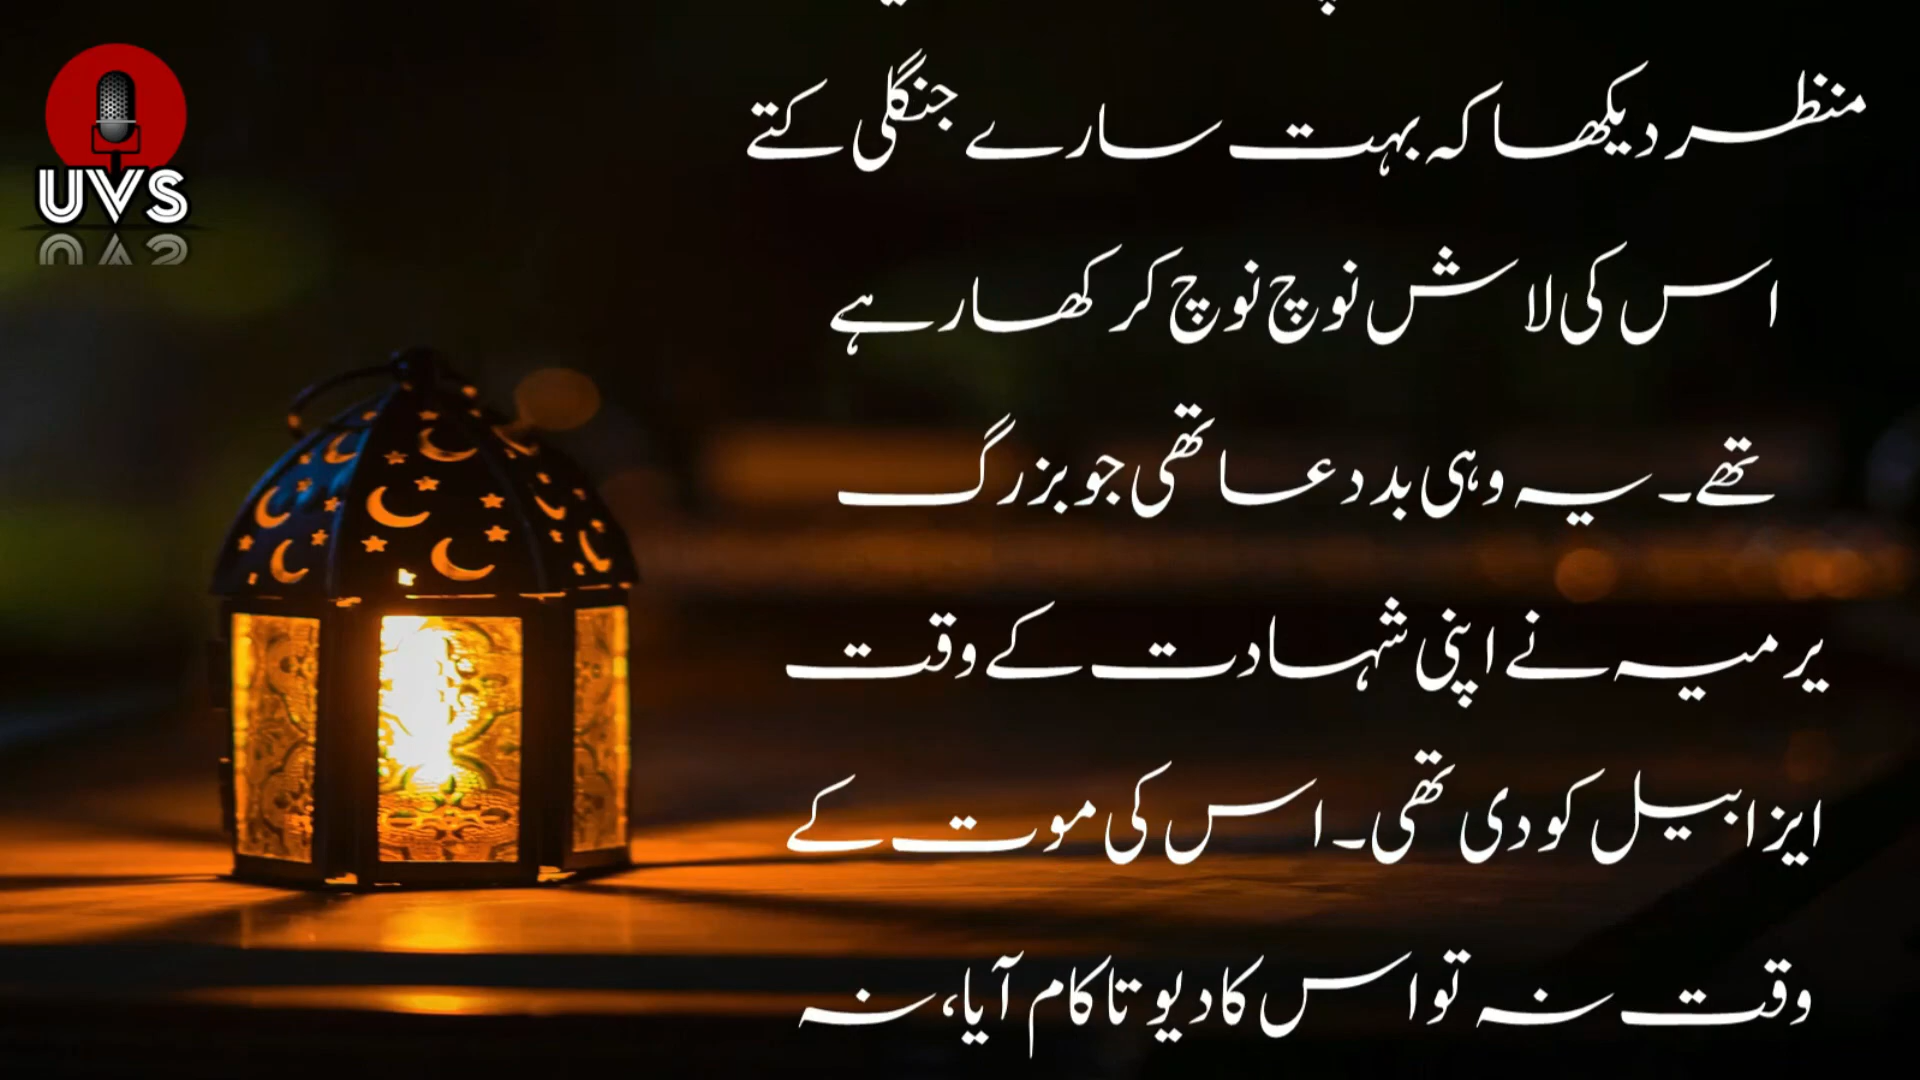 UVS
منظر دیکھا کہ بہت سارے جنگلی کتے
اس کی لاش نوچ نوچ کر کھا رہے
تھے۔ یہ وہی بددعا تھی جو بزرگ
یرمیہ نے اپنی شہادت کے وقت
ایزابیل کو دی تھی۔ اس کی موت کے
وقت نہ تو اس کا دیوتا کام آیا، نہ